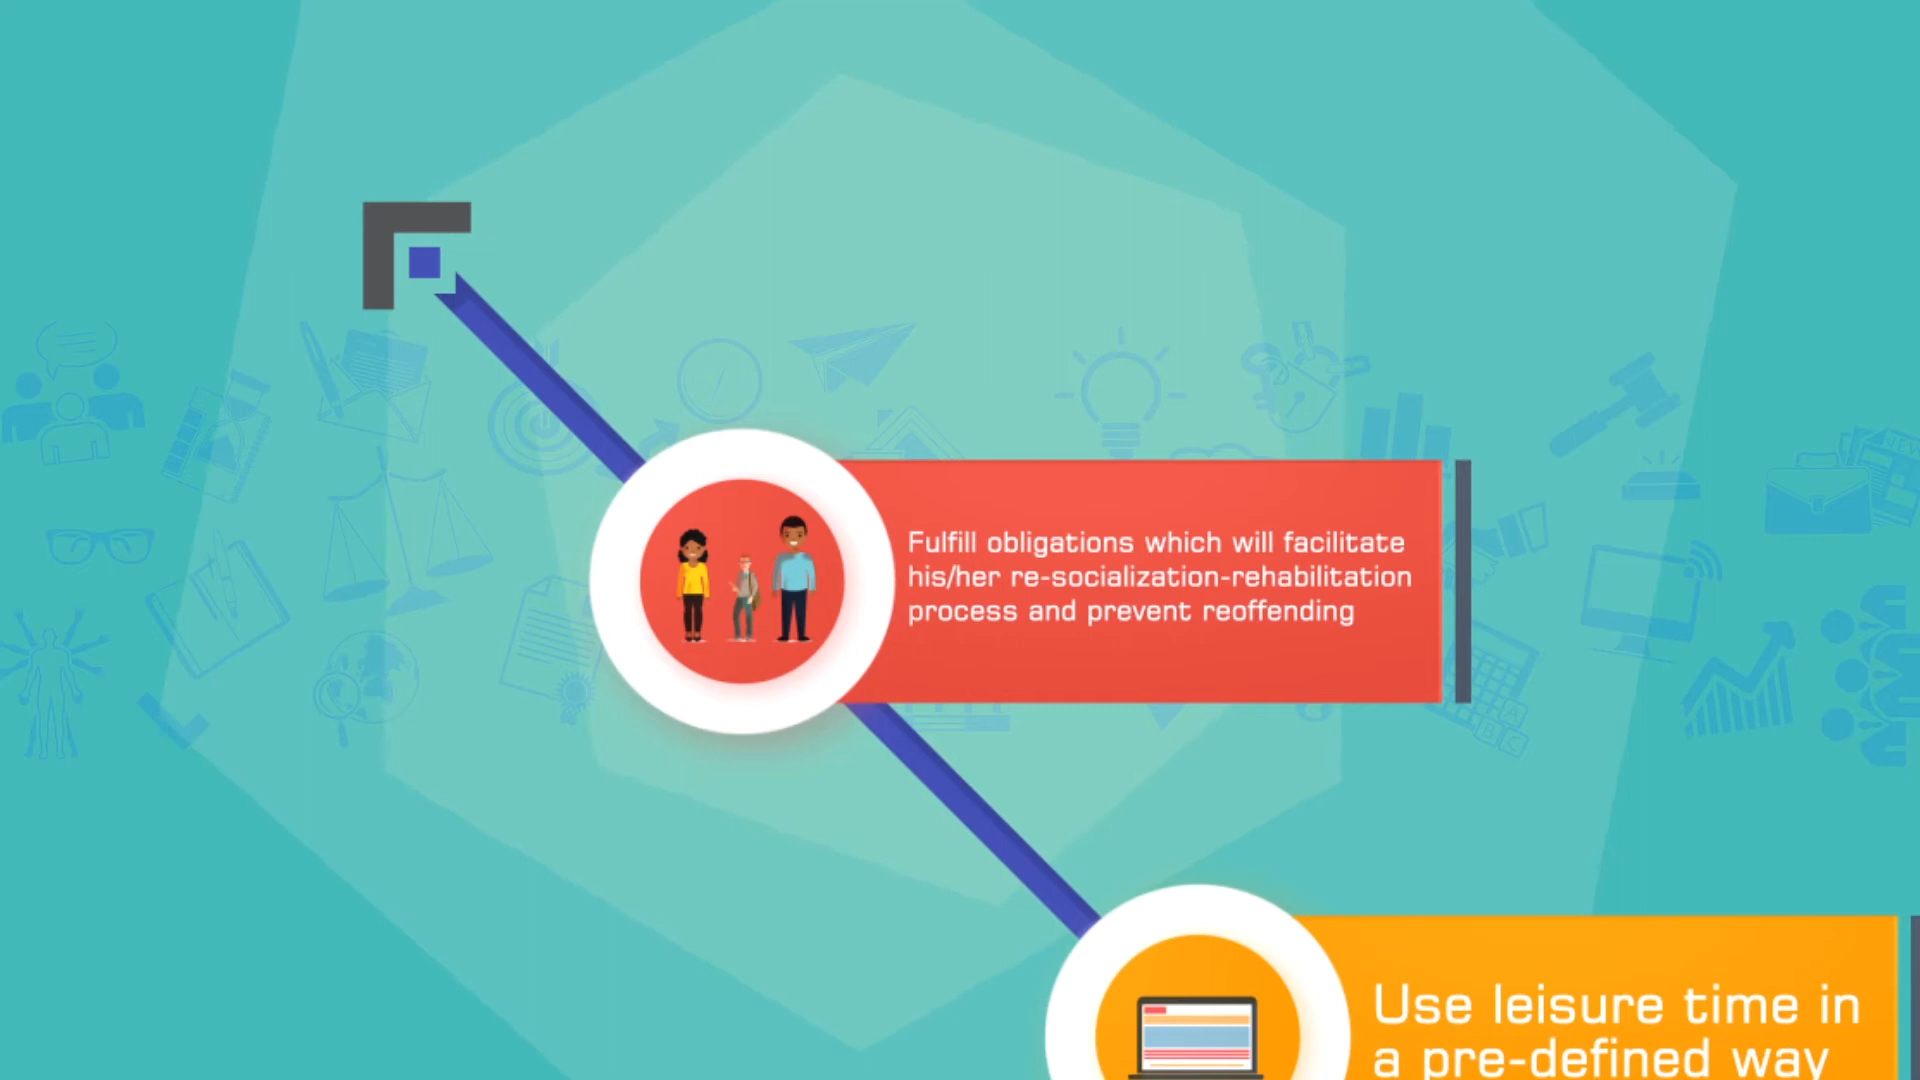 Fulfill obligations which will facilitate
his/her re-socialization-rehabilitation
process and prevent reoffending
Use leisure time in
a pre-defined way
NEW
A
B C